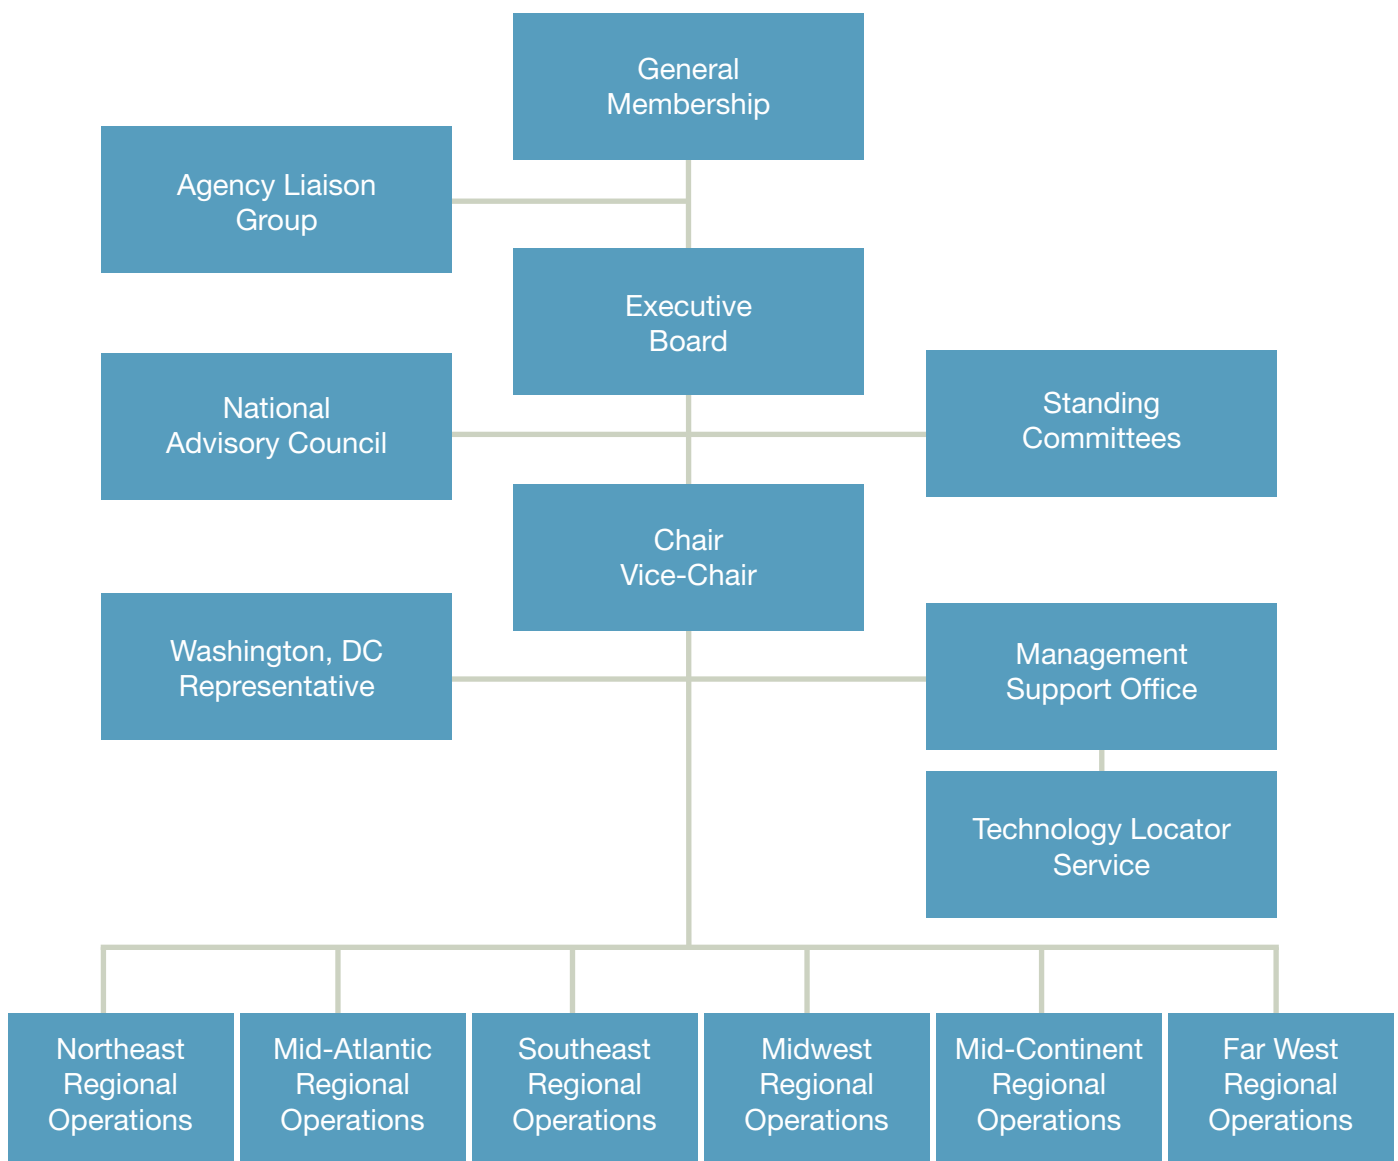 General
Membership
Agency Liaison
Group
Executive
Board
National
Advisory Council
Standing
Committees
Chair
Vice-Chair
Washington, DC
Representative
Management
Support Office
Technology Locator
Service
Northeast
Regional
Operations
Mid-Atlantic
Regional
Operations
Southeast
Regional
Operations
Midwest
Regional
Operations
Mid-Continent
Regional
Operations
Far West
Regional
Operations